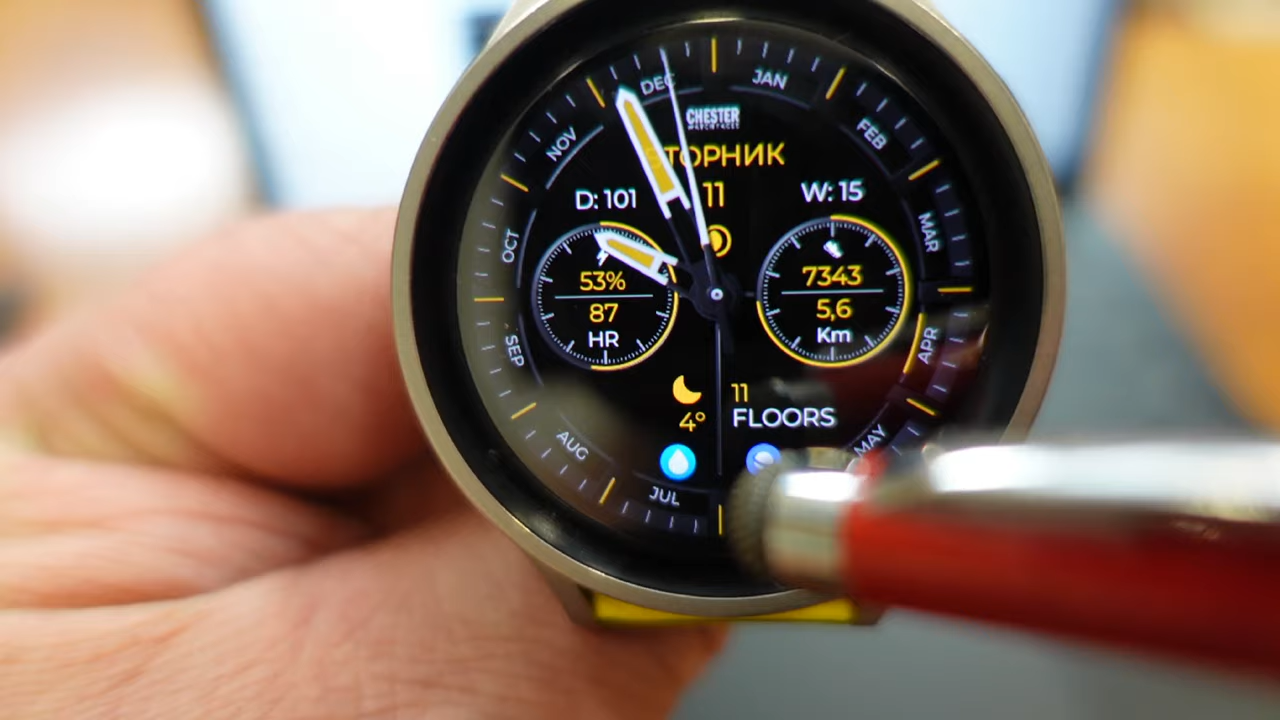 DEC
JAN
CHESTER
NOV
FEB
ТОРНИК
D: 101
11
W: 15
OCT
MAR
53%
87
HR
7343
5,6
Km
SEP
APR
11
4°
FLOORS
AUG
MAY
JUL